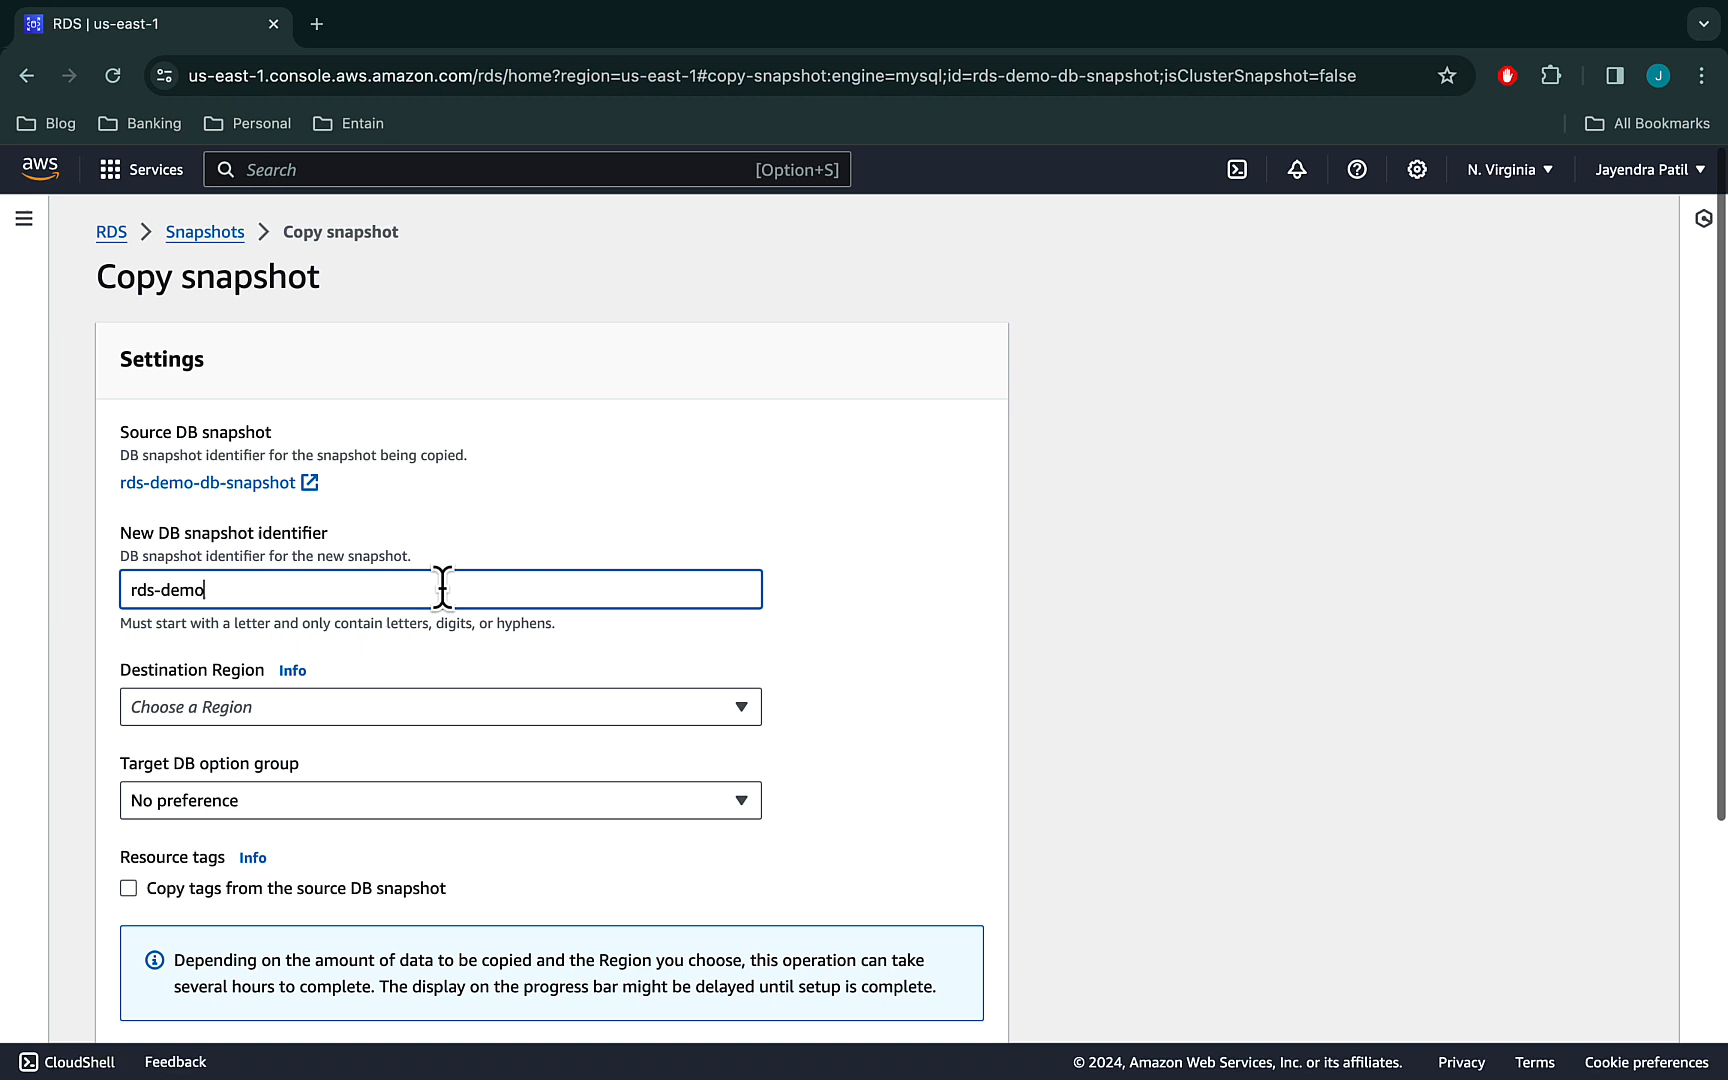 RDS | us-east-1
us-east-1.console.aws.amazon.com/rds/home?region=us-east-1#copy-snapshot:engine=mysql;id=rds-demo-db-snapshot;isClusterSnapshot=false
J
Blog Banking Personal Entain All Bookmarks
aws Services Search [Option+S] N. Virginia Jayendra Patil
RDS Snapshots Copy snapshot
Copy snapshot
Settings
Source DB snapshot
DB snapshot identifier for the snapshot being copied.
rds-demo-db-snapshot
New DB snapshot identifier
DB snapshot identifier for the new snapshot.
rds-demo
Must start with a letter and only contain letters, digits, or hyphens.
Destination Region Info
Choose a Region
Target DB option group
No preference
Resource tags Info
Copy tags from the source DB snapshot
Depending on the amount of data to be copied and the Region you choose, this operation can take
several hours to complete. The display on the progress bar might be delayed until setup is complete.
CloudShell Feedback © 2024, Amazon Web Services, Inc. or its affiliates. Privacy Terms Cookie preferences